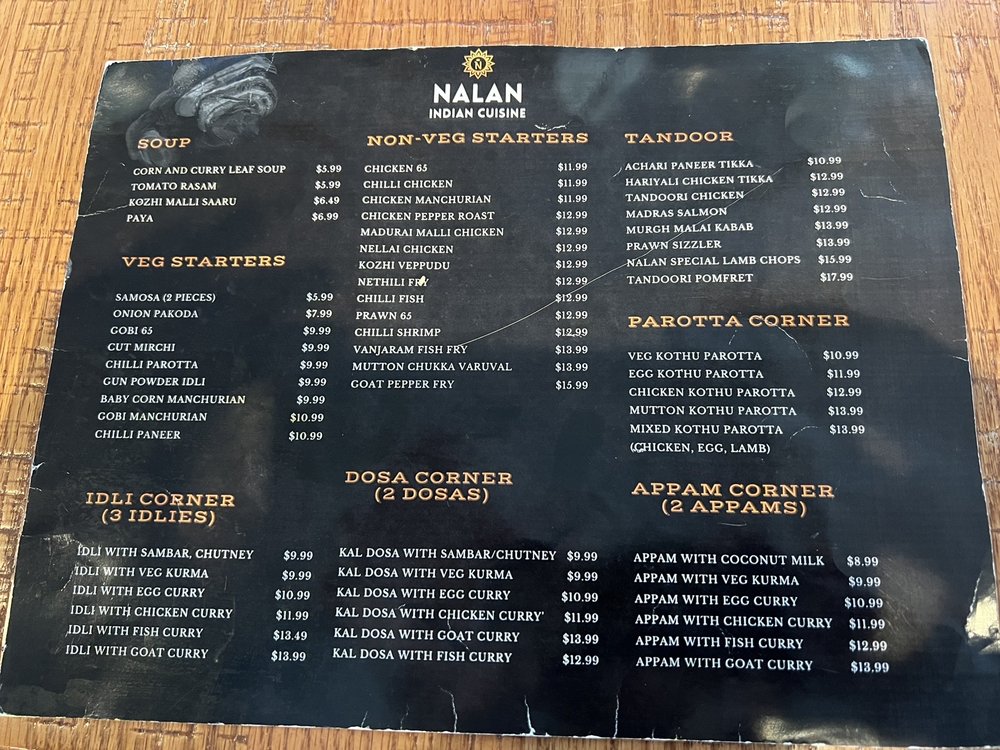 N
NALAN
INDIAN CUISINE
SOUP
CORN AND CURRY LEAF SOUP $5.99
TOMATO RASAM $5.99
KOZHI MALLI SAARU $6.49
PAYA $6.99
VEG STARTERS
SAMOSA (2 PIECES) $5.99
ONION PAKODA $7.99
GOBI 65 $9.99
CUT MIRCHI $9.99
CHILLI PAROTTA $9.99
GUN POWDER IDLI $9.99
BABY CORN MANCHURIAN $9.99
GOBI MANCHURIAN $10.99
CHILLI PANEER $10.99
NON-VEG STARTERS
CHICKEN 65 $11.99
CHILLI CHICKEN $11.99
CHICKEN MANCHURIAN $11.99
CHICKEN PEPPER ROAST $12.99
MADURAI MALLI CHICKEN $12.99
NELLAI CHICKEN $12.99
KOZHI VEPPUDU $12.99
NETHILI FRY $12.99
CHILLI FISH $12.99
PRAWN 65 $12.99
CHILLI SHRIMP $12.99
VANJARAM FISH FRY $13.99
MUTTON CHUKKA VARUVAL $13.99
GOAT PEPPER FRY $15.99
TANDOOR
ACHARI PANEER TIKKA $10.99
HARIYALI CHICKEN TIKKA $12.99
TANDOORI CHICKEN $12.99
MADRAS SALMON $12.99
MURGH MALAI KABAB $13.99
PRAWN SIZZLER $13.99
NALAN SPECIAL LAMB CHOPS $15.99
TANDOORI POMFRET $17.99
PAROTTA CORNER
VEG KOTHU PAROTTA $10.99
EGG KOTHU PAROTTA $11.99
CHICKEN KOTHU PAROTTA $12.99
MUTTON KOTHU PAROTTA $13.99
MIXED KOTHU PAROTTA $13.99
(CHICKEN, EGG, LAMB)
IDLI CORNER
(3 IDLIES)
IDLI WITH SAMBAR, CHUTNEY $9.99
IDLI WITH VEG KURMA $9.99
IDLI WITH EGG CURRY $10.99
IDLI WITH CHICKEN CURRY $11.99
IDLI WITH FISH CURRY $13.49
IDLI WITH GOAT CURRY $13.99
DOSA CORNER
(2 DOSAS)
KAL DOSA WITH SAMBAR/CHUTNEY $9.99
KAL DOSA WITH VEG KURMA $9.99
KAL DOSA WITH EGG CURRY $10.99
KAL DOSA WITH CHICKEN CURRY' $11.99
KAL DOSA WITH GOAT CURRY $13.99
KAL DOSA WITH FISH CURRY $12.99
APPAM CORNER
(2 APPAMS)
APPAM WITH COCONUT MILK $8.99
APPAM WITH VEG KURMA $9.99
APPAM WITH EGG CURRY $10.99
APPAM WITH CHICKEN CURRY $11.99
APPAM WITH FISH CURRY $12.99
APPAM WITH GOAT CURRY $13.99